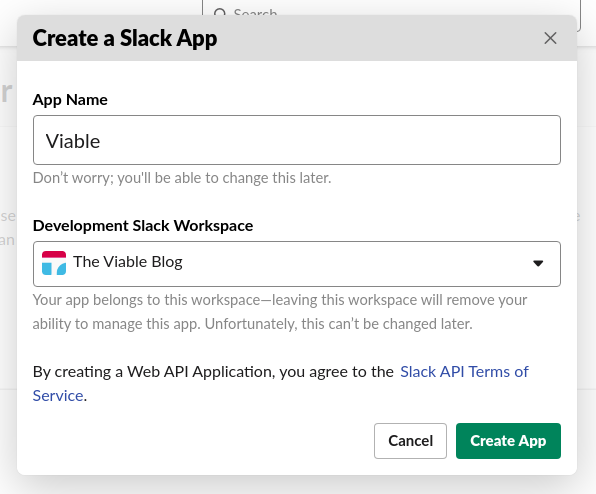 Search
Create a Slack App
r
App Name
Viable
Don’t worry; you'll be able to change this later.
se
e
an
Development Slack Workspace
The Viable Blog
Your app belongs to this workspace—leaving this workspace will remove your
ability to manage this app. Unfortunately, this can’t be changed later.
By creating a Web API Application, you agree to the Slack API Terms of
Service.
Cancel
Create App